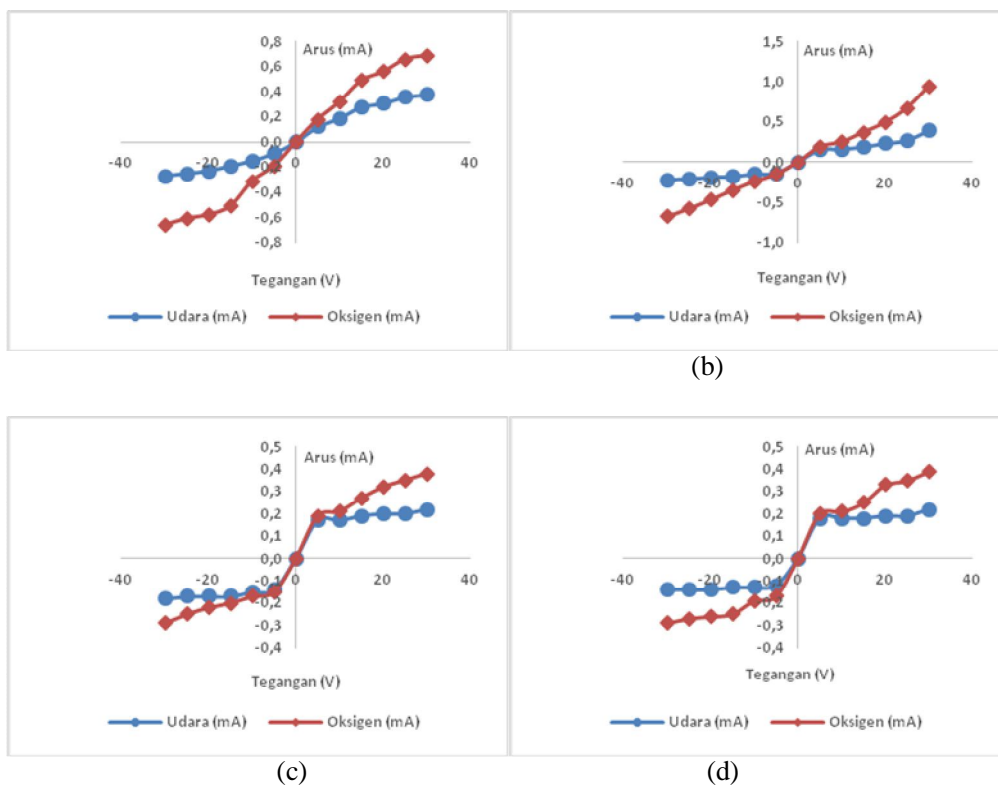 Arus (mA)
0,8
0,6
0,4
0,2
0,0
-0,2
-0,4
-0,6
-0,8
-40
-20
0
20
40
Tegangan (V)
Udara (mA)
Oksigen (mA)
Arus (mA)
1,5
1,0
0,5
0,0
-0,5
-1,0
-40
-20
0
20
40
Tegangan (V)
Udara (mA)
Oksigen (mA)
(b)
Arus (mA)
0,5
0,4
0,3
0,2
0,1
0,0
-0,1
-0,2
-0,3
-0,4
-40
-20
0
20
40
Tegangan (V)
Udara (mA)
Oksigen (mA)
(c)
Arus (mA)
0,5
0,4
0,3
0,2
0,1
0,0
-0,1
-0,2
-0,3
-0,4
-40
-20
0
20
40
Tegangan (V)
Udara (mA)
Oksigen (mA)
(d)